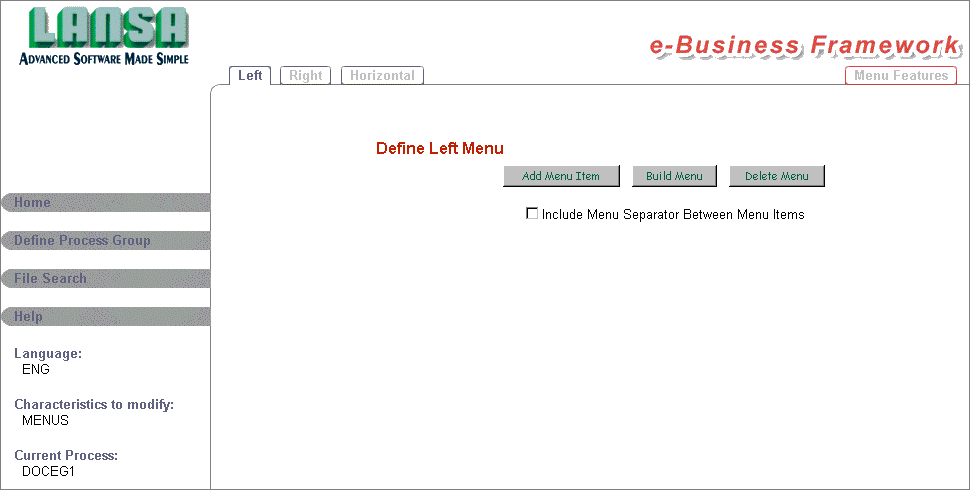 LANSA
ADVANCED SOFTWARE MADE SIMPLE
e-Business Framework
Left Right Horizontal Menu Features
Define Left Menu
Add Menu Item Build Menu Delete Menu
Include Menu Separator Between Menu Items
Home
Define Process Group
File Search
Help
Language:
ENG
Characteristics to modify:
MENUS
Current Process:
DOCEG1